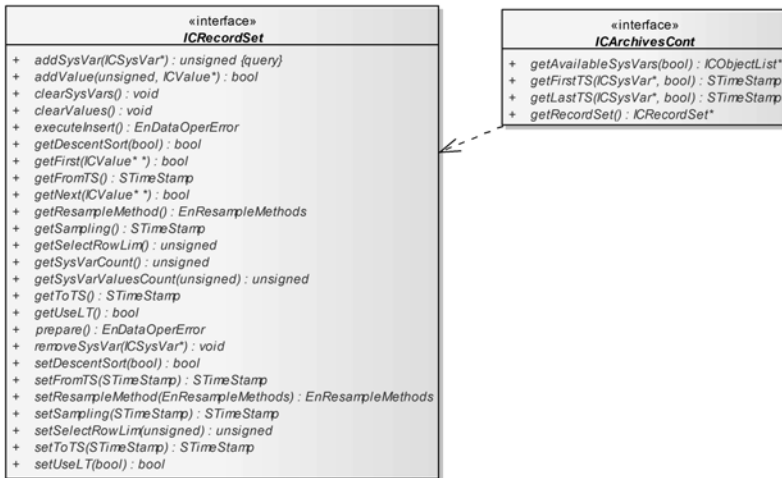 «interface»
ICRecordSet
+ addSysVar(ICSysVar*) : unsigned {query}
+ addValue(unsigned, ICValue*) : bool
+ clearSysVars() : void
+ clearValues() : void
+ executeInsert() : EnDataOperError
+ getDescentSort(bool) : bool
+ getFirst(ICValue* *) : bool
+ getFromTS() : STimeStamp
+ getNext(ICValue* *) : bool
+ getResampleMethod() : EnResampleMethods
+ getSampling() : STimeStamp
+ getSelectRowLim() : unsigned
+ getSysVarCount() : unsigned
+ getSysVarValuesCount(unsigned) : unsigned
+ getToTS() : STimeStamp
+ getUseLT() : bool
+ prepare() : EnDataOperError
+ removeSysVar(ICSysVar*) : void
+ setDescentSort(bool) : bool
+ setFromTS(STimeStamp) : STimeStamp
+ setResampleMethod(EnResampleMethods) : EnResampleMethods
+ setSampling(STimeStamp) : STimeStamp
+ setSelectRowLim(unsigned) : unsigned
+ setToTS(STimeStamp) : STimeStamp
+ setUseLT(bool) : bool
«interface»
ICArchivesCont
+ getAvailableSysVars(bool) : ICObjectList*
+ getFirstTS(ICSysVar*, bool) : STimeStamp
+ getLastTS(ICSysVar*, bool) : STimeStamp
+ getRecordSet() : ICRecordSet*